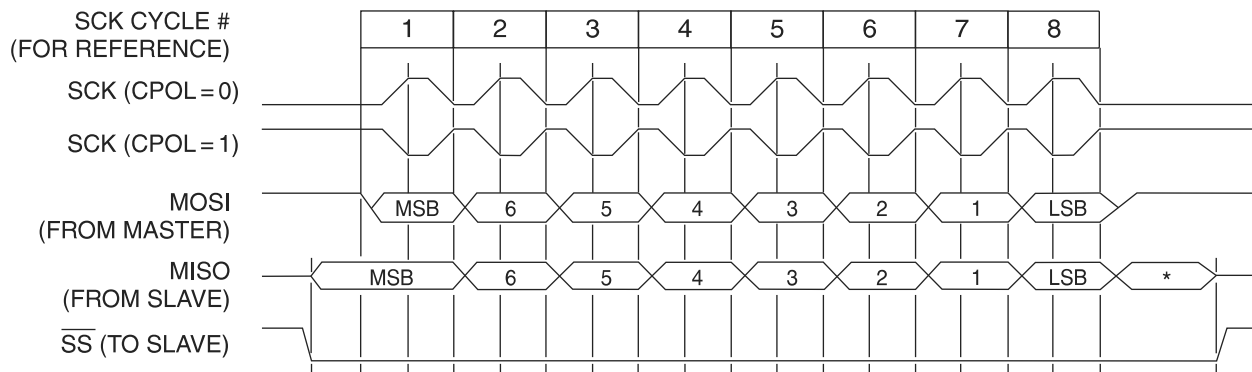 SCK CYCLE # 1 2 3 4 5 6 7 8
(FOR REFERENCE)
SCK (CPOL = 0)
SCK (CPOL = 1)
MOSI MSB 6 5 4 3 2 1 LSB
(FROM MASTER)
MISO MSB 6 5 4 3 2 1 LSB *
(FROM SLAVE)
SS (TO SLAVE)